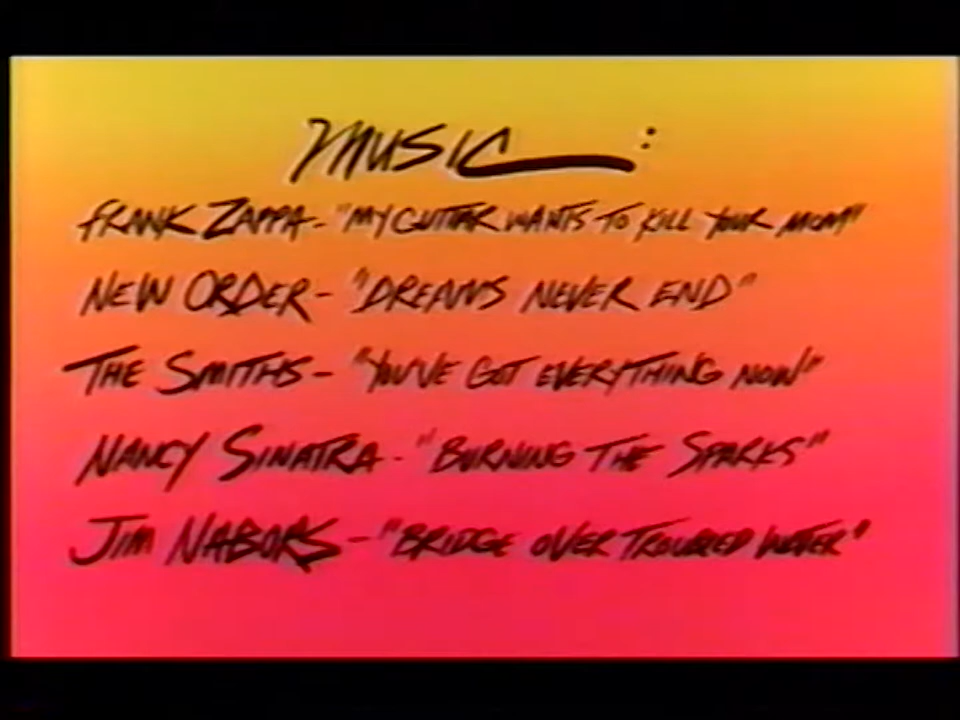 MUSIC :
FRANK ZAPPA - "MY GUITAR WANTS TO KILL YOUR MOM"
NEW ORDER - "DREAMS NEVER END"
THE SMITHS - "YOU'VE GOT EVERYTHING NOW"
NANCY SINATRA - "BURNING THE SPARKS"
JIM NABORS - "BRIDGE OVER TROUBLED WATER"